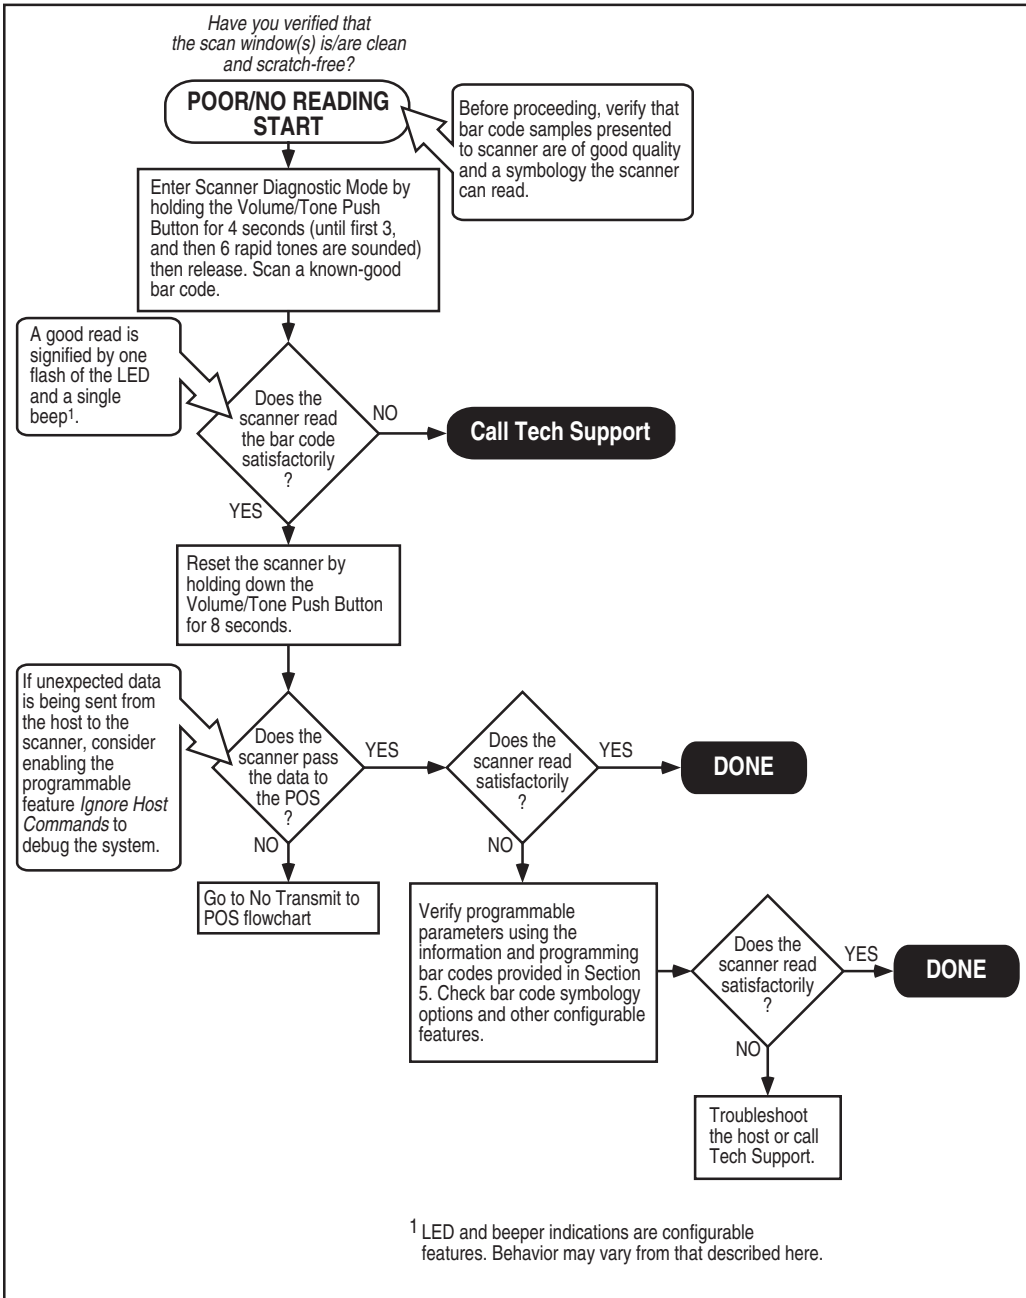 Have you verified that
the scan window(s) is/are clean
and scratch-free?
POOR/NO READING
START
Before proceeding, verify that
bar code samples presented
to scanner are of good quality
and a symbology the scanner
can read.
Enter Scanner Diagnostic Mode by
holding the Volume/Tone Push
Button for 4 seconds (until first 3,
and then 6 rapid tones are sounded)
then release. Scan a known-good
bar code.
A good read is
signified by one
flash of the LED
and a single
beep1.
Does the
scanner read
the bar code
satisfactorily
?
NO
Call Tech Support
YES
Reset the scanner by
holding down the
Volume/Tone Push Button
for 8 seconds.
If unexpected data
is being sent from
the host to the
scanner, consider
enabling the
programmable
feature Ignore Host
Commands to
debug the system.
Does the
scanner pass
the data to
the POS
?
YES
Does the
scanner read
satisfactorily
?
YES
DONE
NO
Go to No Transmit to
POS flowchart
NO
Verify programmable
parameters using the
information and programming
bar codes provided in Section
5. Check bar code symbology
options and other configurable
features.
Does the
scanner read
satisfactorily
?
YES
DONE
NO
Troubleshoot
the host or call
Tech Support.
1 LED and beeper indications are configurable
features. Behavior may vary from that described here.